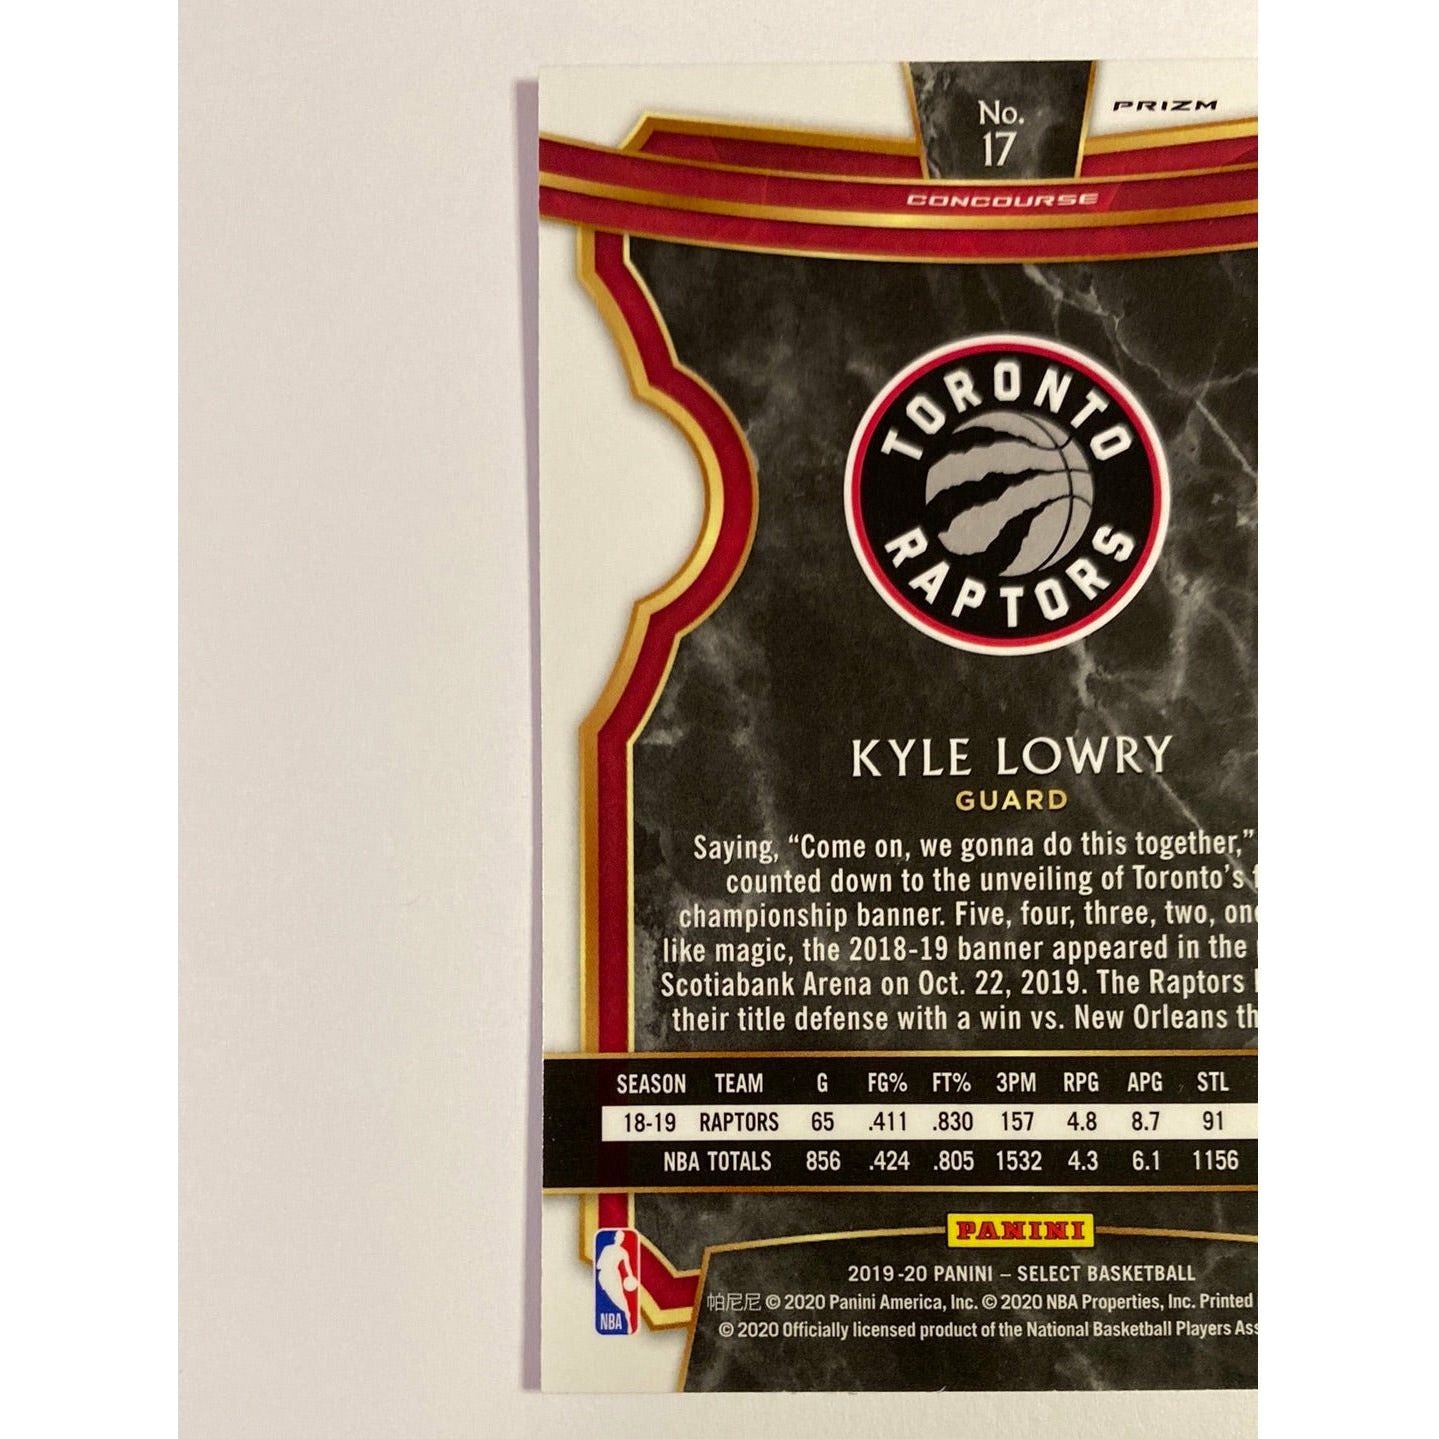 No.
17
PRIZM
CONCOURSE
TORONTO
RAPTORS
KYLE LOWRY
GUARD
Saying, “Come on, we gonna do this together,”
counted down to the unveiling of Toronto’s
championship banner. Five, four, three, two, one
like magic, the 2018-19 banner appeared in the
Scotiabank Arena on Oct. 22, 2019. The Raptors
their title defense with a win vs. New Orleans th
SEASON TEAM G FG% FT% 3PM RPG APG STL
18-19 RAPTORS 65 .411 .830 157 4.8 8.7 91
NBA TOTALS 856 .424 .805 1532 4.3 6.1 1156
PANINI
2019-20 PANINI – SELECT BASKETBALL
帕尼尼 © 2020 Panini America, Inc. © 2020 NBA Properties, Inc. Printed
© 2020 Officially licensed product of the National Basketball Players Ass
NBA